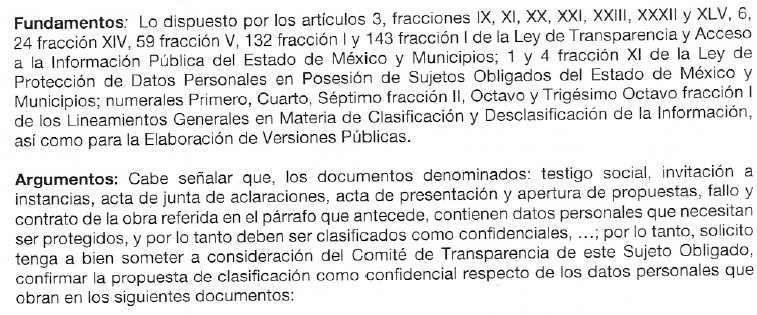 Fundamentos: Lo dispuesto por los artículos 3, fracciones IX, XI, XX, XXI, XXIII, XXXII y XLV, 6,
24 fracción XIV, 59 fracción V, 132 fracción I y 143 fracción I de la Ley de Transparencia y Acceso
a la Información Pública del Estado de México y Municipios; 1 y 4 fracción XI de la Ley de
Protección de Datos Personales en Posesión de Sujetos Obligados del Estado de México y
Municipios; numerales Primero, Cuarto, Séptimo fracción II, Octavo y Trigésimo Octavo fracción I
de los Lineamientos Generales en Materia de Clasificación y Desclasificación de la Información,
así como para la Elaboración de Versiones Públicas.
Argumentos: Cabe señalar que, los documentos denominados: testigo social, invitación a
instancias, acta de junta de aclaraciones, acta de presentación y apertura de propuestas, fallo y
contrato de la obra referida en el párrafo que antecede, contienen datos personales que necesitan
ser protegidos, y por lo tanto deben ser clasificados como confidenciales, ...; por lo tanto, solicito
tenga a bien someter a consideración del Comité de Transparencia de este Sujeto Obligado,
confirmar la propuesta de clasificación como confidencial respecto de los datos personales que
obran en los siguientes documentos: